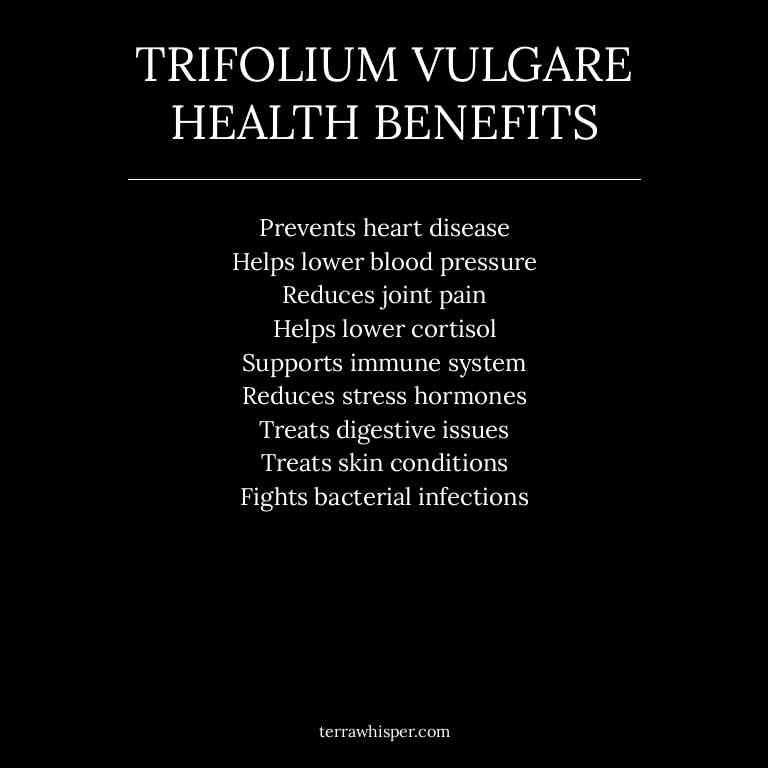 TRIFOLIUM VULGARE
HEALTH BENEFITS
Prevents heart disease
Helps lower blood pressure
Reduces joint pain
Helps lower cortisol
Supports immune system
Reduces stress hormones
Treats digestive issues
Treats skin conditions
Fights bacterial infections
terrawhisper.com